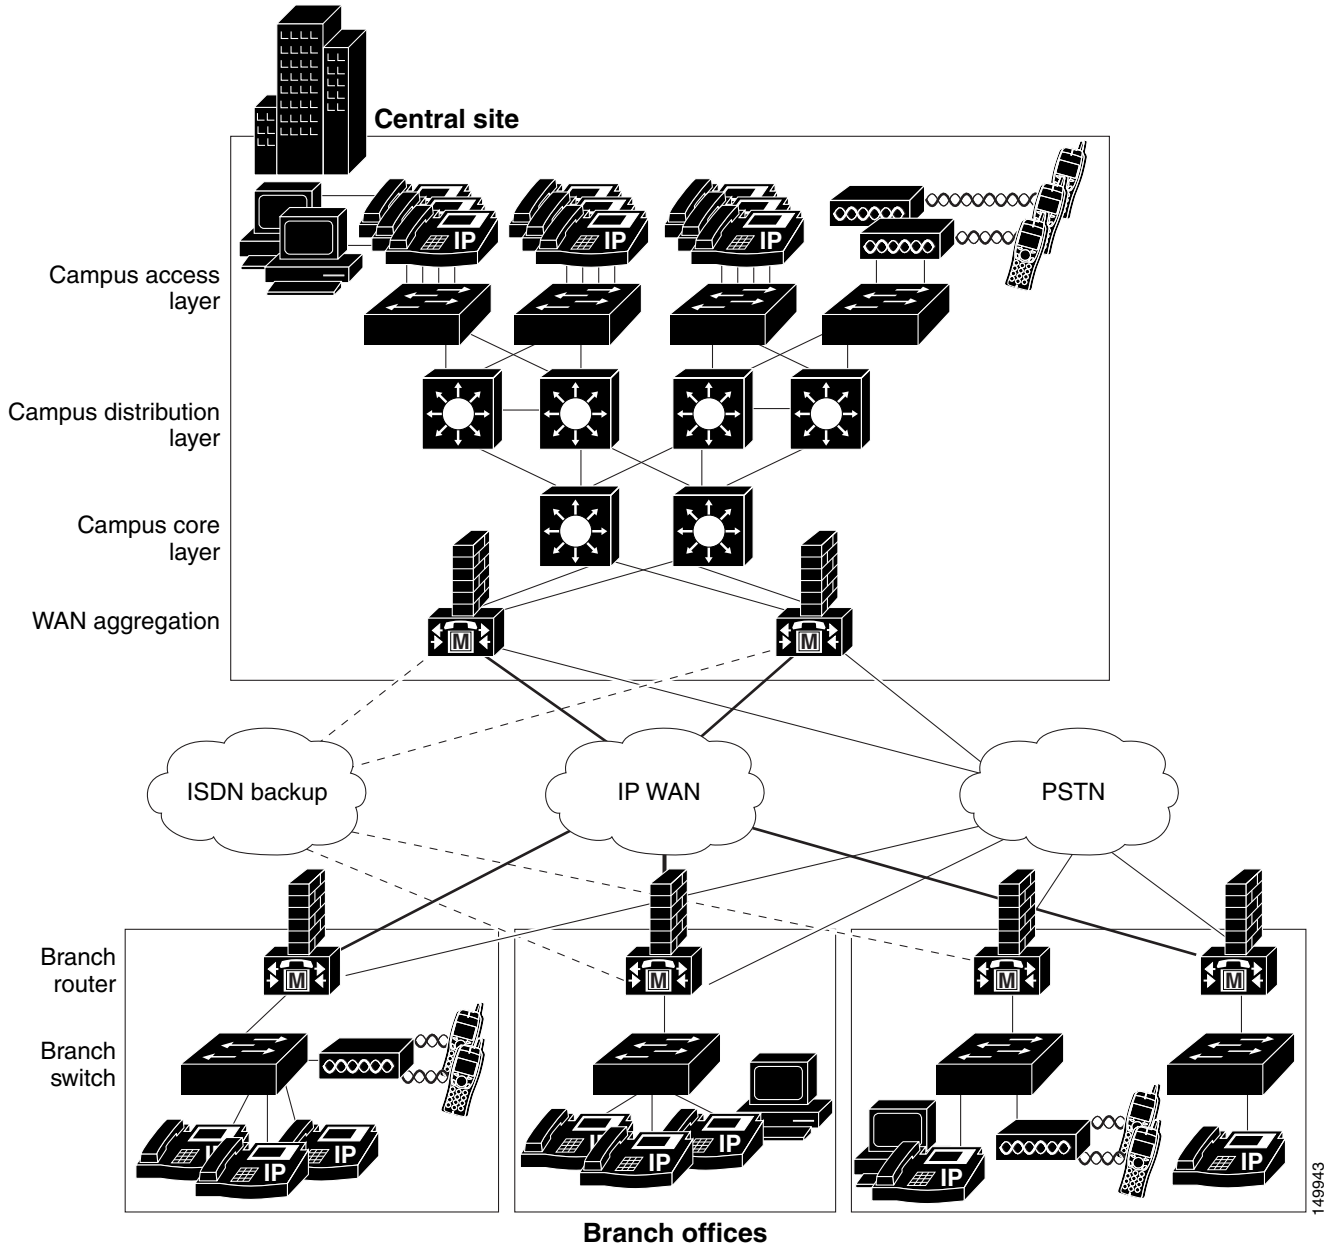 Central site
IP
IP
IP
Campus access
layer
Campus distribution
layer
Campus core
layer
WAN aggregation
M
M
ISDN backup
IP WAN
PSTN
Branch
router
M
M
M
M
Branch
switch
IP
IP
IP
IP
IP
IP
IP
149943
Branch offices